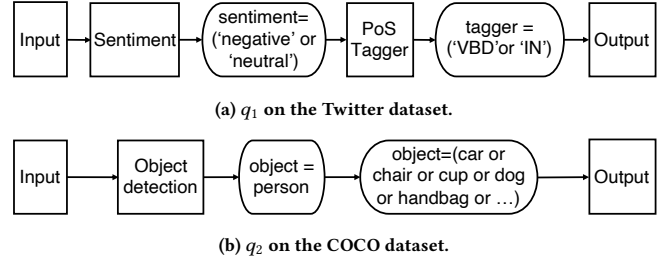 Input
Sentiment
sentiment=
('negative' or
'neutral')
PoS
Tagger
tagger =
('VBD'or 'IN')
Output
(a) q1 on the Twitter dataset.
Input
Object
detection
object =
person
object=(car or
chair or cup or dog
or handbag or ...)
Output
(b) q2 on the COCO dataset.